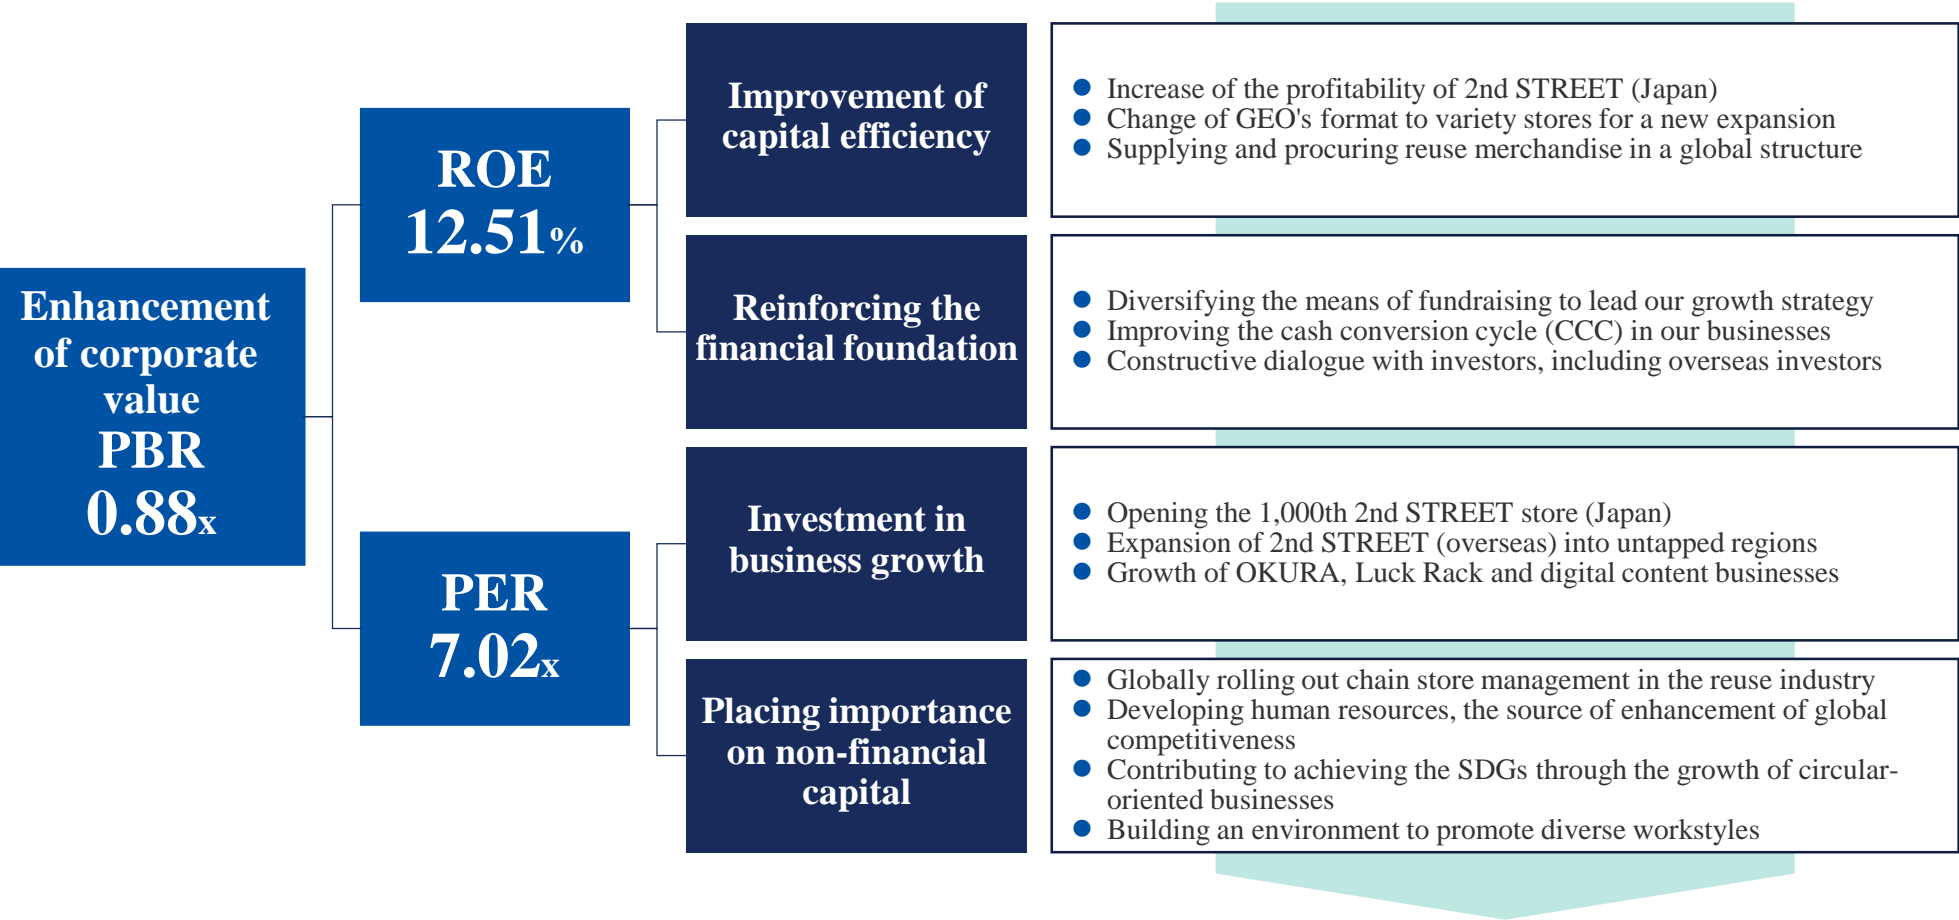 Enhancement
of corporate
value
PBR
0.88x
ROE
12.51%
PER
7.02x
Improvement of
capital efficiency
● Increase of the profitability of 2nd STREET (Japan)
● Change of GEO's format to variety stores for a new expansion
● Supplying and procuring reuse merchandise in a global structure
Reinforcing the
financial foundation
● Diversifying the means of fundraising to lead our growth strategy
● Improving the cash conversion cycle (CCC) in our businesses
● Constructive dialogue with investors, including overseas investors
Investment in
business growth
● Opening the 1,000th 2nd STREET store (Japan)
● Expansion of 2nd STREET (overseas) into untapped regions
● Growth of OKURA, Luck Rack and digital content businesses
Placing importance
on non-financial
capital
● Globally rolling out chain store management in the reuse industry
● Developing human resources, the source of enhancement of global
competitiveness
● Contributing to achieving the SDGs through the growth of circular-
oriented businesses
● Building an environment to promote diverse workstyles